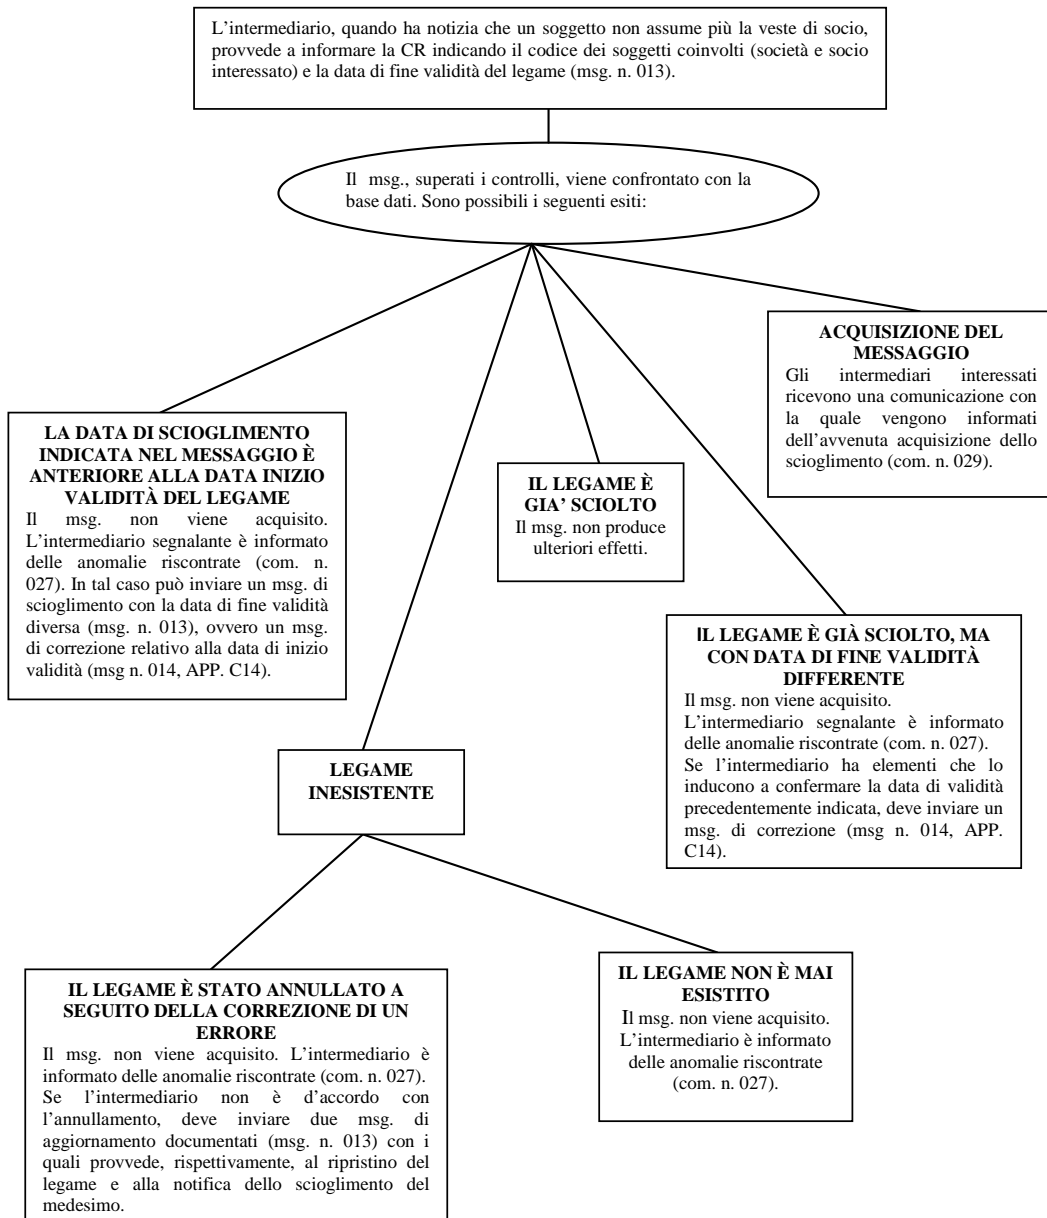 L’intermediario, quando ha notizia che un soggetto non assume più la veste di socio,
provvede a informare la CR indicando il codice dei soggetti coinvolti (società e socio
interessato) e la data di fine validità del legame (msg. n. 013).
Il msg., superati i controlli, viene confrontato con la
base dati. Sono possibili i seguenti esiti:
ACQUISIZIONE DEL
MESSAGGIO
Gli intermediari interessati
ricevono una comunicazione con
la quale vengono informati
dell’avvenuta acquisizione dello
scioglimento (com. n. 029).
LA DATA DI SCIOGLIMENTO
INDICATA NEL MESSAGGIO È
ANTERIORE ALLA DATA INIZIO
VALIDITÀ DEL LEGAME
Il msg. non viene acquisito.
L’intermediario segnalante è informato
delle anomalie riscontrate (com. n.
027). In tal caso può inviare un msg. di
scioglimento con la data di fine validità
diversa (msg. n. 013), ovvero un msg.
di correzione relativo alla data di inizio
validità (msg n. 014, APP. C14).
IL LEGAME È
GIA’ SCIOLTO
Il msg. non produce
ulteriori effetti.
IL LEGAME È GIÀ SCIOLTO, MA
CON DATA DI FINE VALIDITÀ
DIFFERENTE
Il msg. non viene acquisito.
L’intermediario segnalante è informato
delle anomalie riscontrate (com. n. 027).
Se l’intermediario ha elementi che lo
inducono a confermare la data di validità
precedentemente indicata, deve inviare un
msg. di correzione (msg n. 014, APP.
C14).
LEGAME
INESISTENTE
IL LEGAME È STATO ANNULLATO A
SEGUITO DELLA CORREZIONE DI UN
ERRORE
Il msg. non viene acquisito. L’intermediario è
informato delle anomalie riscontrate (com. n. 027).
Se l’intermediario non è d’accordo con
l’annullamento, deve inviare due msg. di
aggiornamento documentati (msg. n. 013) con i
quali provvede, rispettivamente, al ripristino del
legame e alla notifica dello scioglimento del
medesimo.
IL LEGAME NON È MAI
ESISTITO
Il msg. non viene acquisito.
L’intermediario è informato
delle anomalie riscontrate
(com. n. 027).